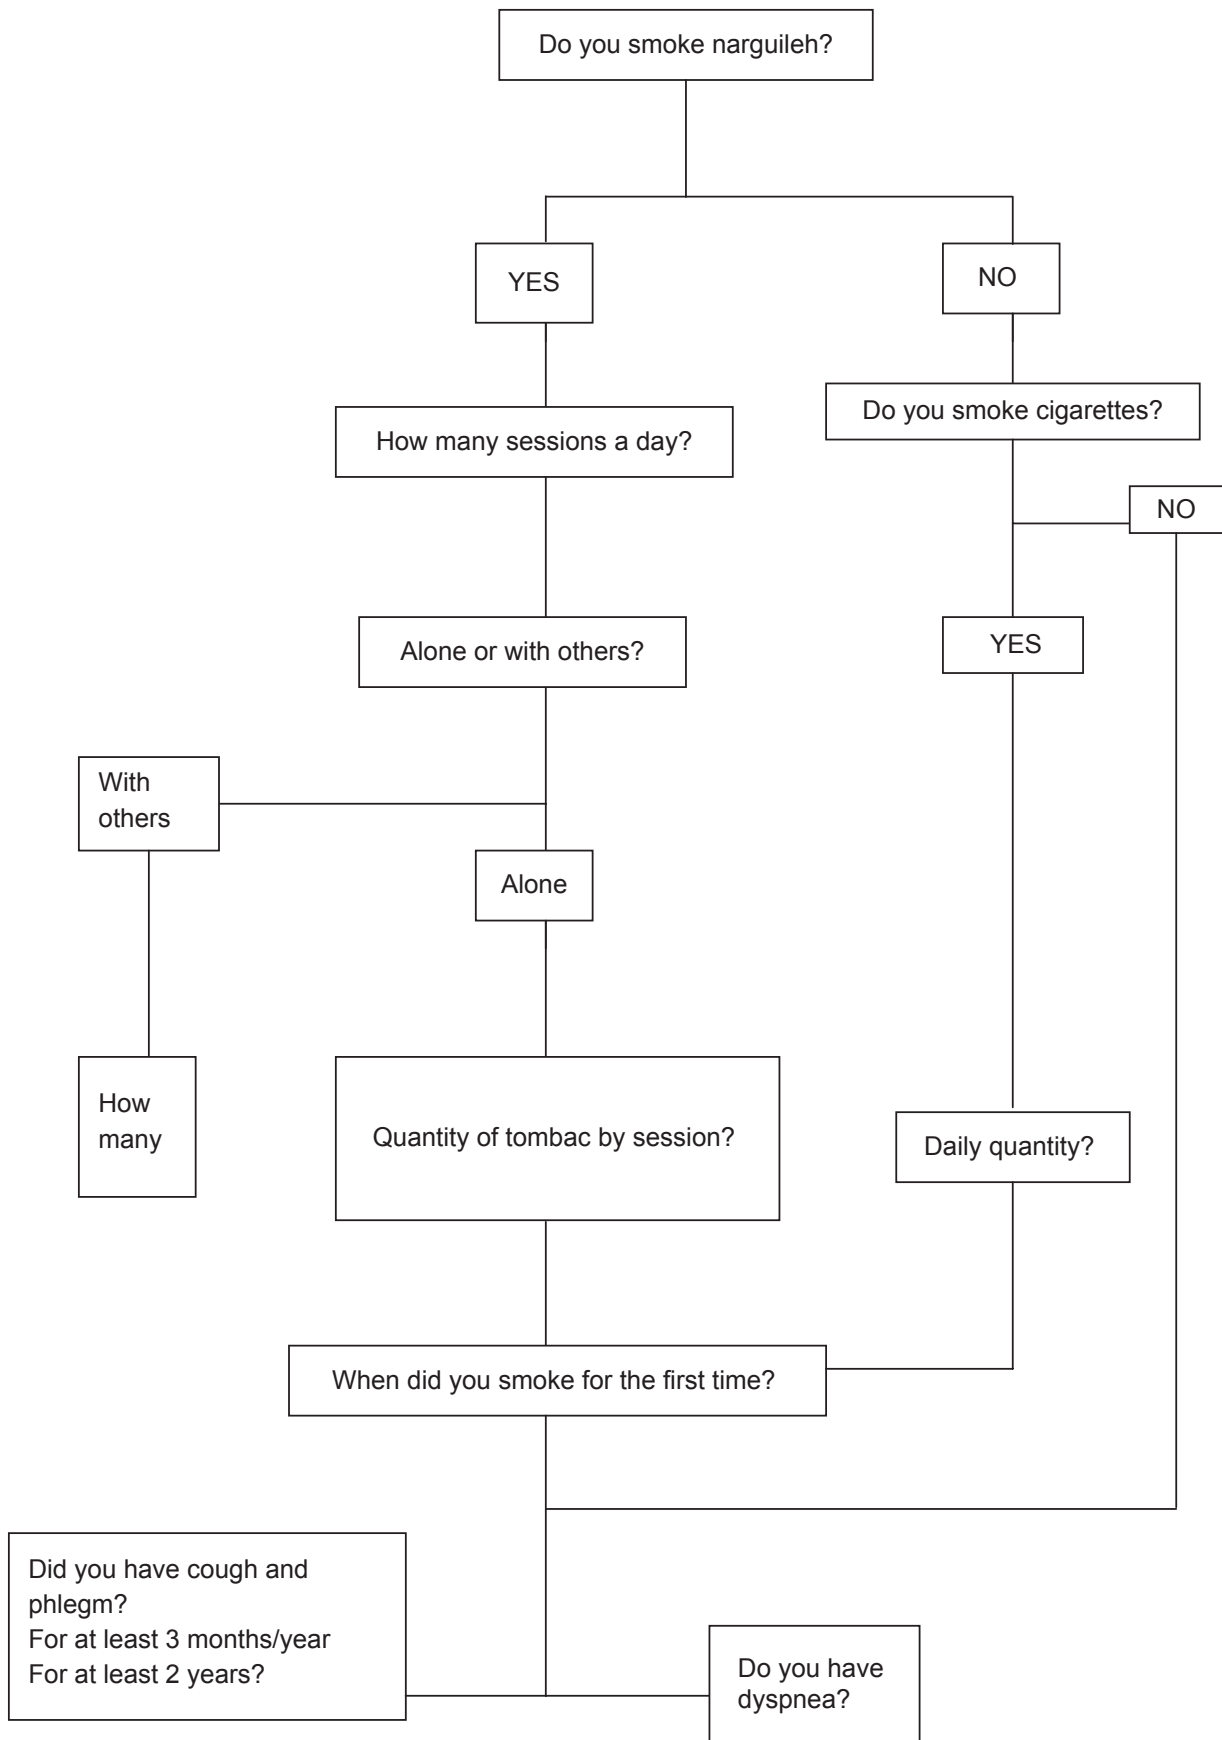 Do you smoke narguileh?
YES
NO
Do you smoke cigarettes?
How many sessions a day?
NO
Alone or with others?
YES
With
others
Alone
How
many
Quantity of tombac by session?
Daily quantity?
When did you smoke for the first time?
Did you have cough and
phlegm?
For at least 3 months/year
For at least 2 years?
Do you have
dyspnea?